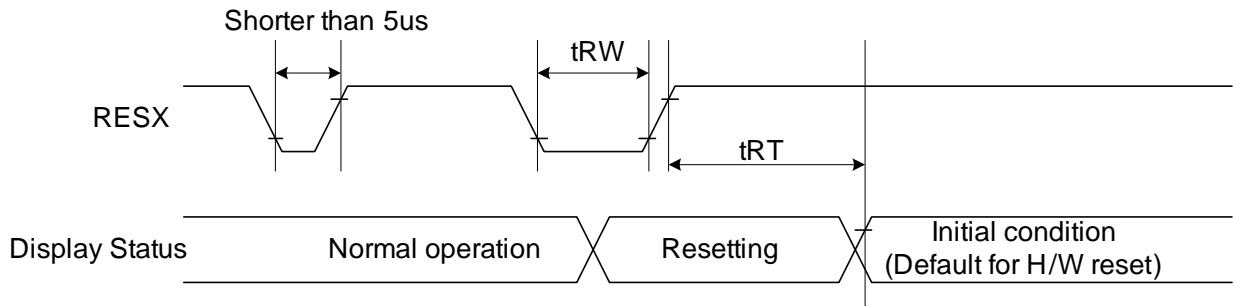 Shorter than 5us
tRW
RESX
tRT
Display Status
Normal operation
Resetting
Initial condition
(Default for H/W reset)